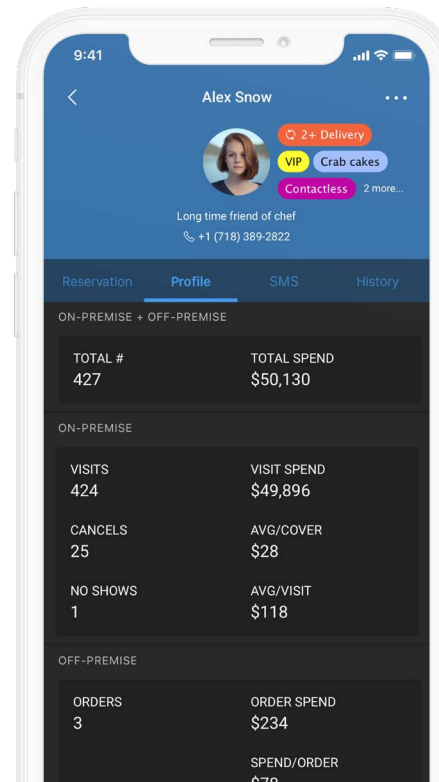 9:41
Alex Snow
2+ Delivery
VIP Crab cakes
Contactless 2 more...
Long time friend of chef
+1 (718) 389-2822
Reservation Profile SMS History
ON-PREMISE + OFF-PREMISE
TOTAL # TOTAL SPEND
427 $50,130
ON-PREMISE
VISITS VISIT SPEND
424 $49,896
CANCELS AVG/COVER
25 $28
NO SHOWS AVG/VISIT
1 $118
OFF-PREMISE
ORDERS ORDER SPEND
3 $234
SPEND/ORDER
$78